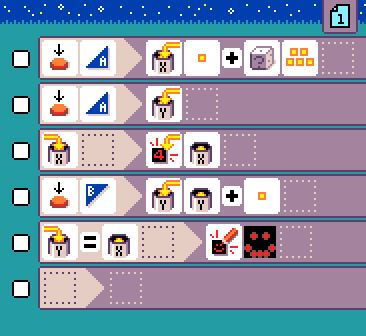 1
A X + ?
A Y
X 4 X
B Y Y +
Y = X